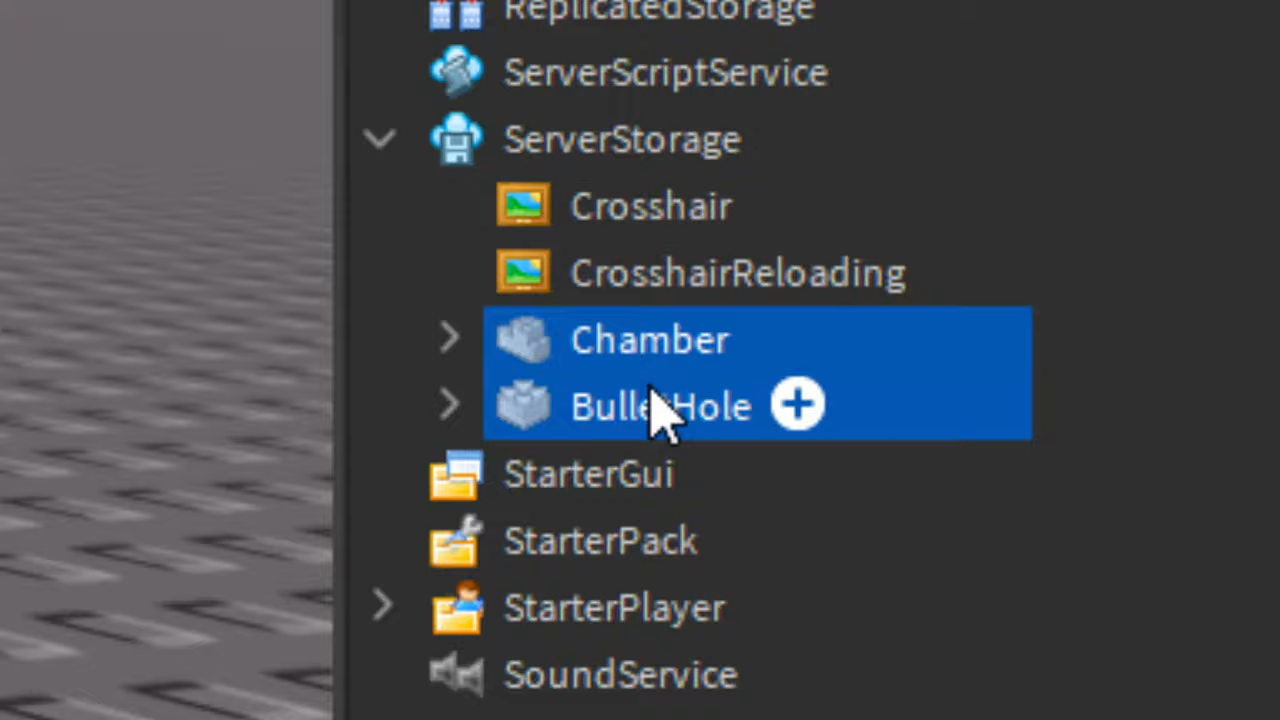 ReplicatedStorage
ServerScriptService
ServerStorage
Crosshair
CrosshairReloading
Chamber
BulletHole
StarterGui
StarterPack
StarterPlayer
SoundService